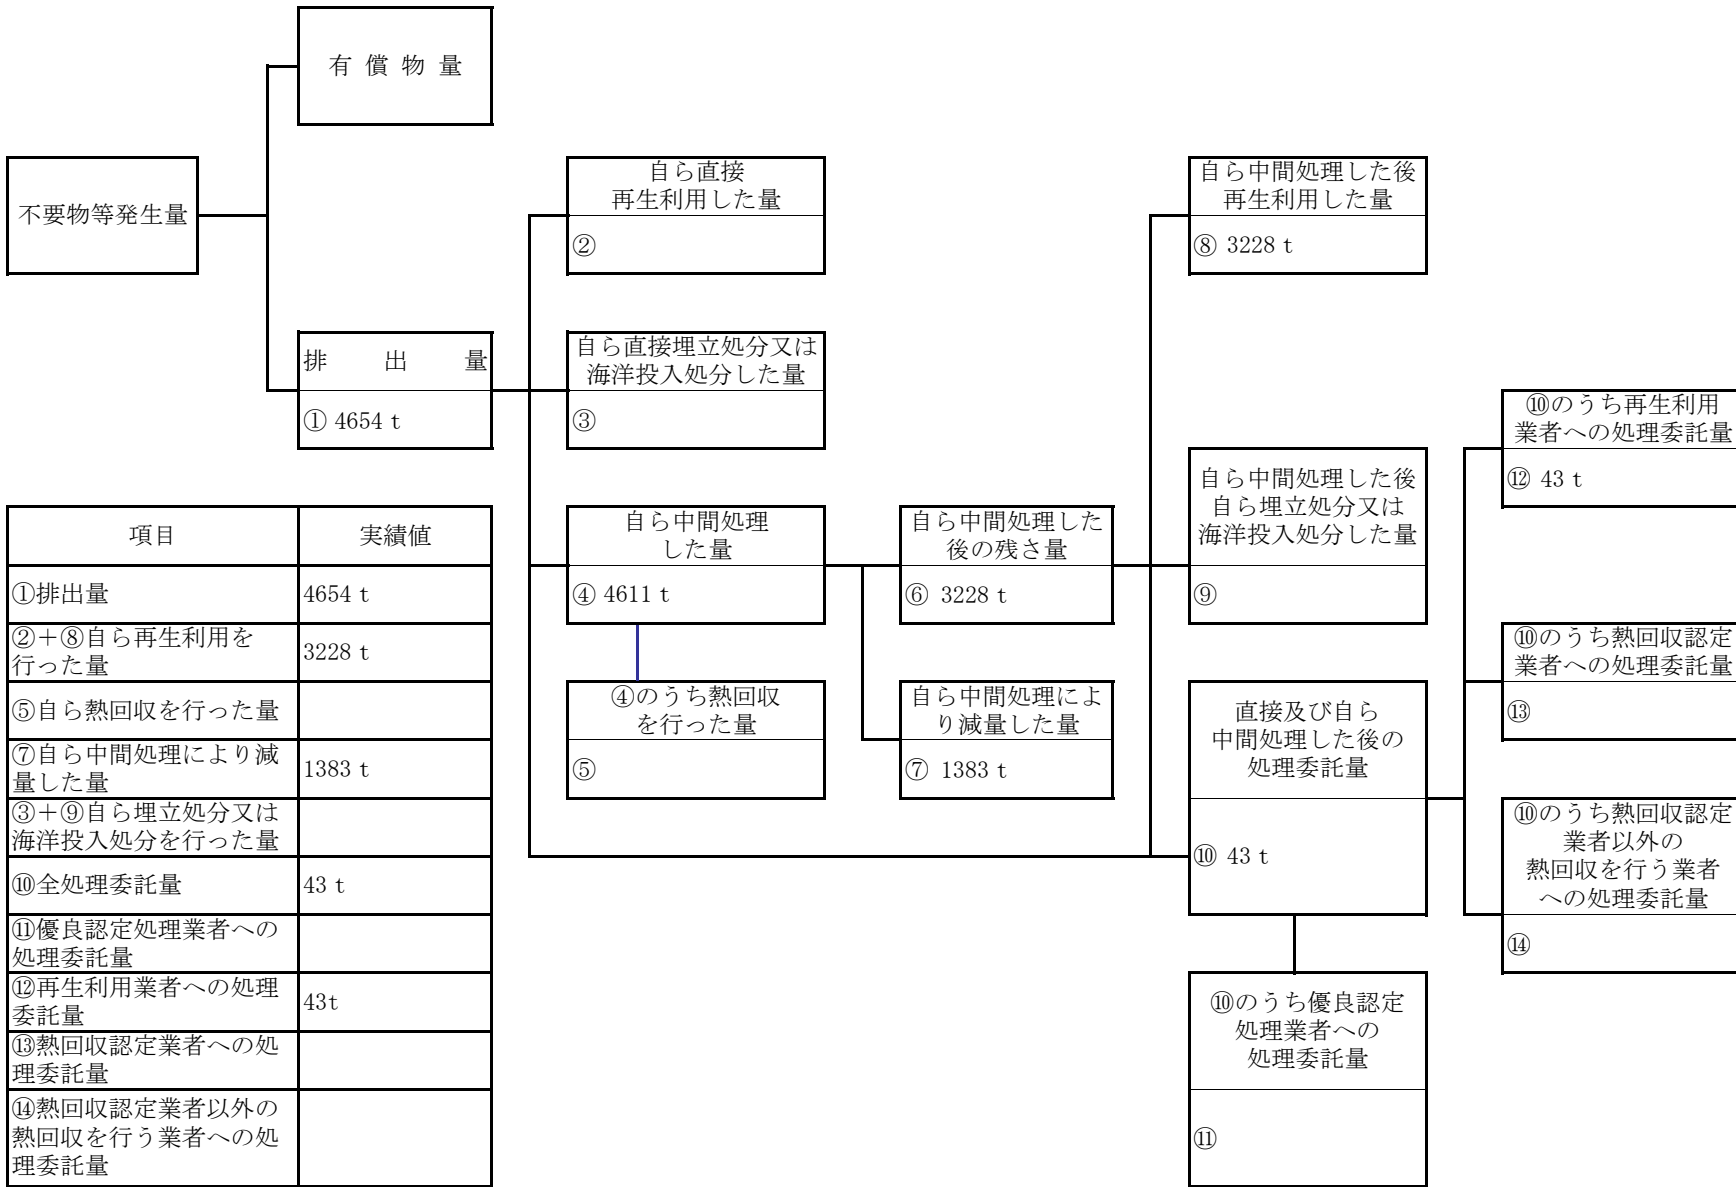 有 償 物 量
不要物等発生量
自ら直接
再生利用した量
②
自ら中間処理した後
再生利用した量
⑧ 3228 t
排 出 量
① 4654 t
自ら直接埋立処分又は
海洋投入処分した量
③
⑩のうち再生利用
業者への処理委託量
⑫ 43 t
自ら中間処理した後
自ら埋立処分又は
海洋投入処分した量
⑨
自ら中間処理
した量
④ 4611 t
自ら中間処理した
後の残さ量
⑥ 3228 t
④のうち熱回収
を行った量
⑤
自ら中間処理によ
り減量した量
⑦ 1383 t
直接及び自ら
中間処理した後の
処理委託量
⑩ 43 t
⑩のうち熱回収認定
業者への処理委託量
⑬
⑩のうち熱回収認定
業者以外の
熱回収を行う業者
への処理委託量
⑭
⑩のうち優良認定
処理業者への
処理委託量
⑪
項目 実績値
①排出量 4654 t
②+⑧自ら再生利用を
行った量 3228 t
⑤自ら熱回収を行った量
⑦自ら中間処理により減
量した量 1383 t
③+⑨自ら埋立処分又は
海洋投入処分を行った量
⑩全処理委託量 43 t
⑪優良認定処理業者への
処理委託量
⑫再生利用業者への処理
委託量 43t
⑬熱回収認定業者への処
理委託量
⑭熱回収認定業者以外の
熱回収を行う業者への処
理委託量